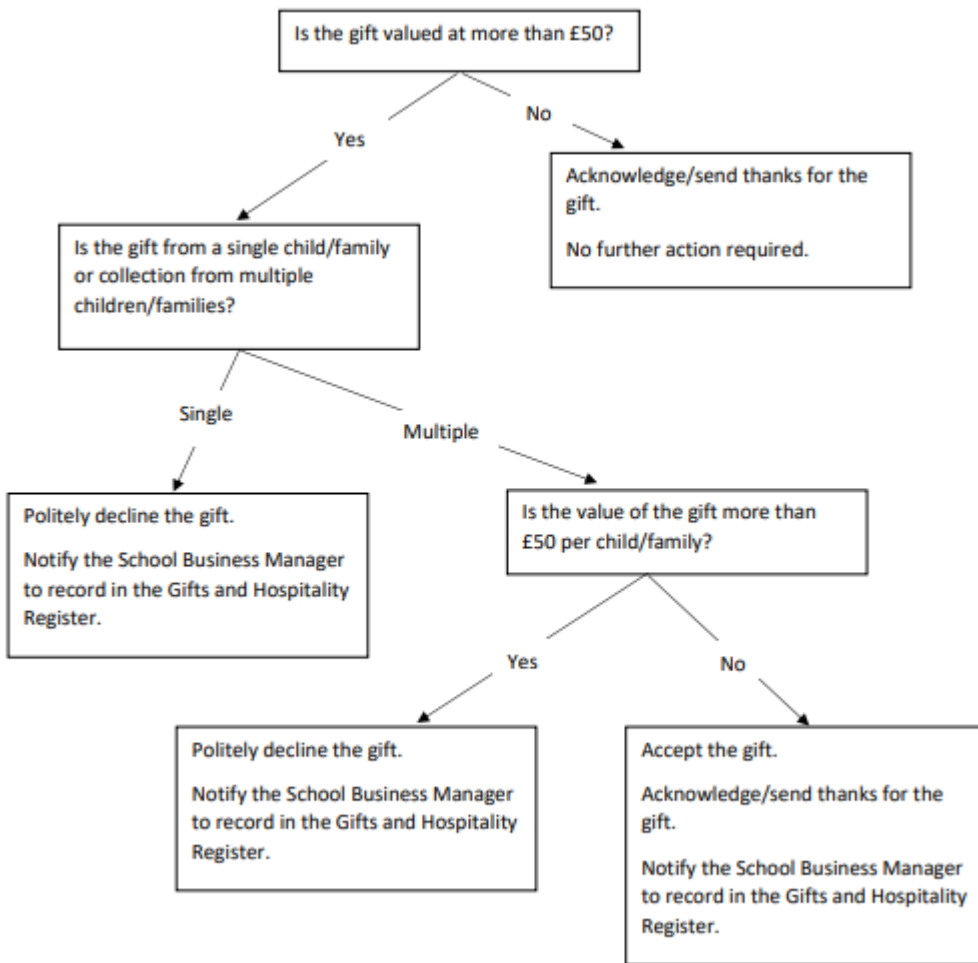 Is the gift valued at more than £50?
No
Yes
Acknowledge/send thanks for the
gift.
No further action required.
Is the gift from a single child/family
or collection from multiple
children/families?
Single
Multiple
Politely decline the gift.
Notify the School Business Manager
to record in the Gifts and Hospitality
Register.
Is the value of the gift more than
£50 per child/family?
Yes
No
Politely decline the gift.
Notify the School Business Manager
to record in the Gifts and Hospitality
Register.
Accept the gift.
Acknowledge/send thanks for the
gift.
Notify the School Business Manager
to record in the Gifts and Hospitality
Register.